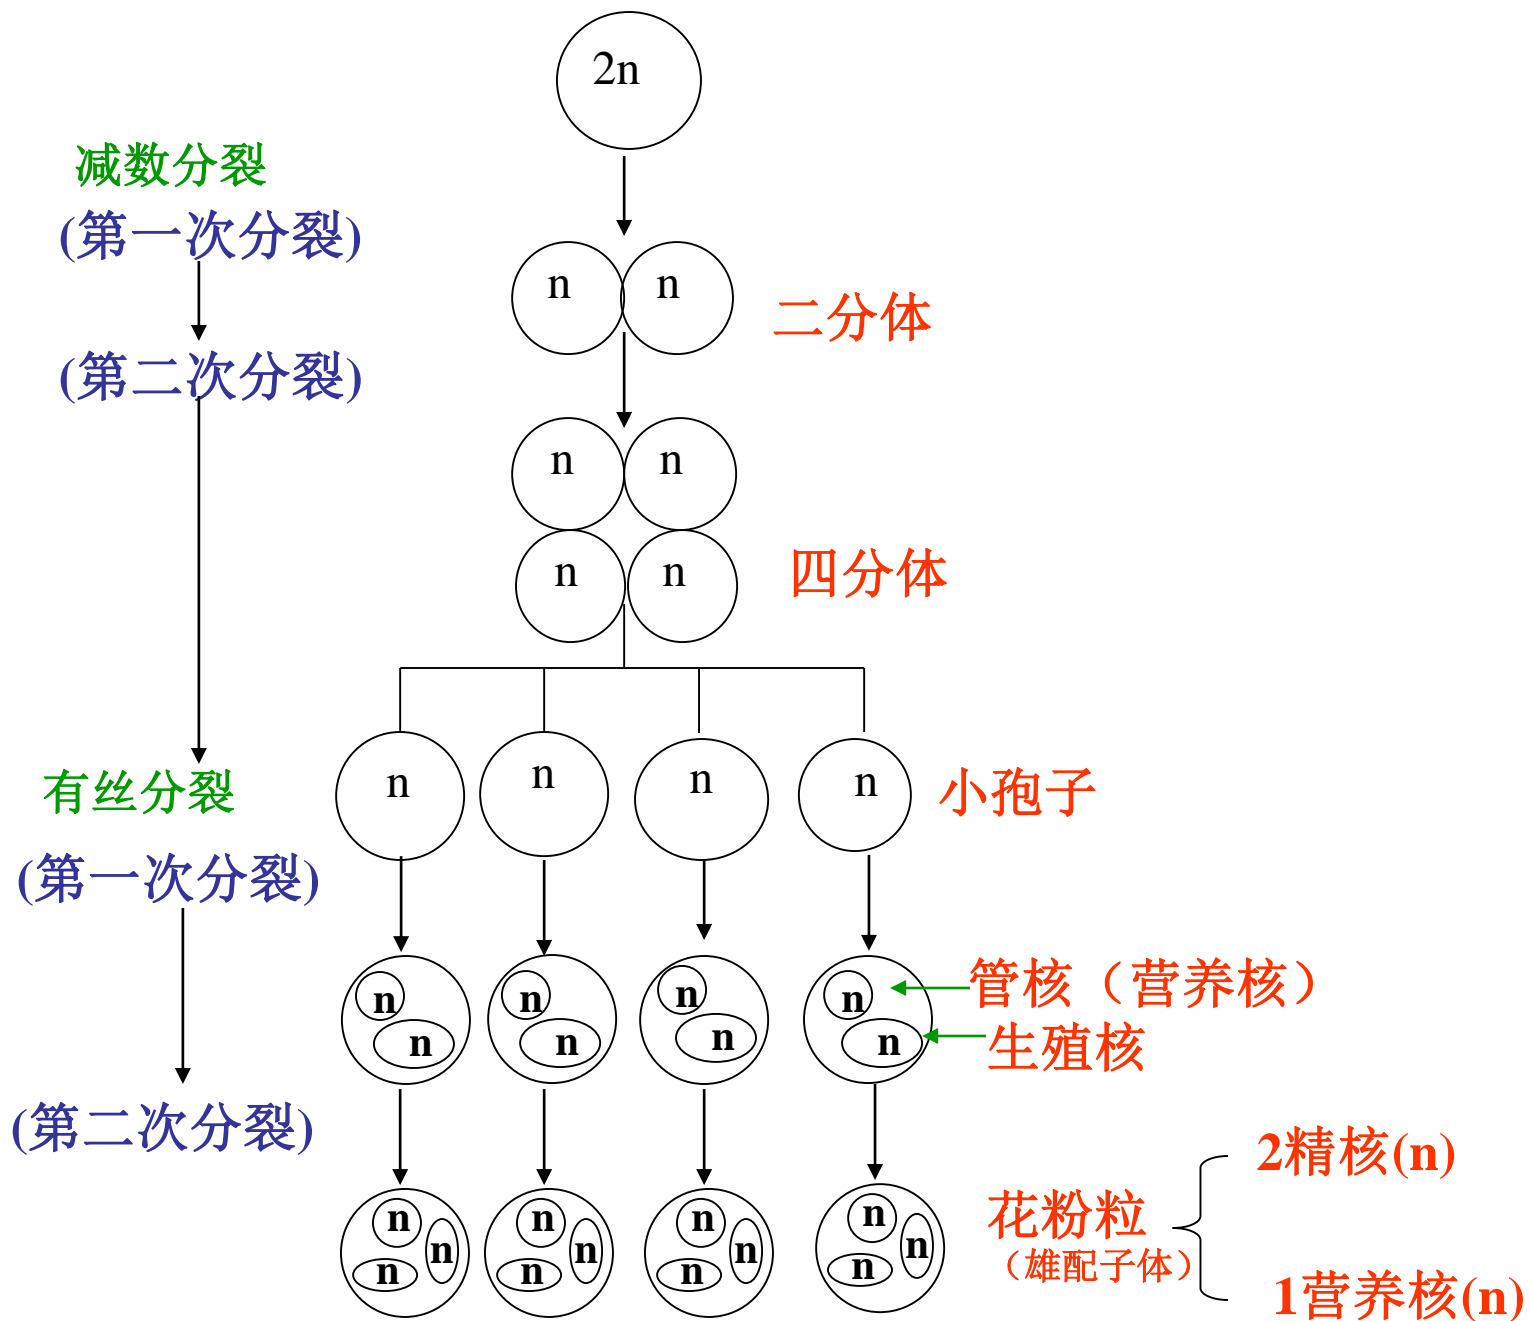 2n
减数分裂
(第一次分裂)
n n
二分体
(第二次分裂)
n n
n n
四分体
n n n n
小孢子
有丝分裂
(第一次分裂)
n n n n
管核（营养核）
n n n n
生殖核
(第二次分裂)
2精核(n)
n n n n
花粉粒
n n n n
（雄配子体）
n n n n
1营养核(n)